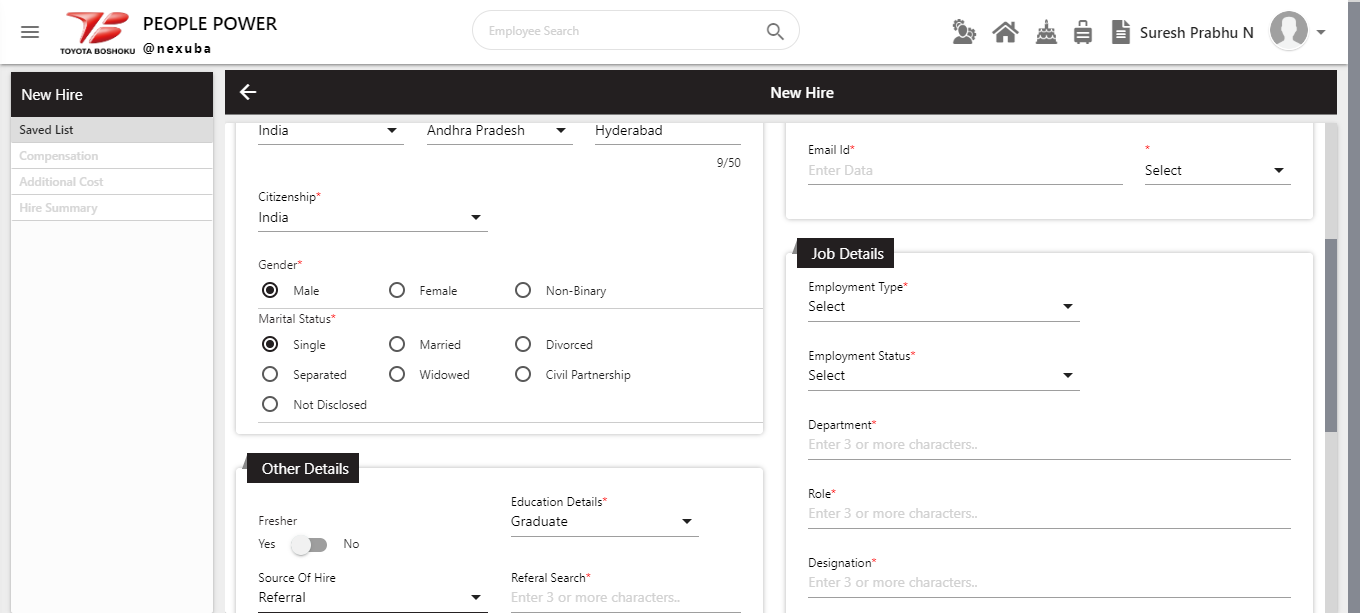 TOYOTA BOSHOKU
PEOPLE POWER
@nexuba
Employee Search
Suresh Prabhu N
New Hire
Saved List
Compensation
Additional Cost
Hire Summary
New Hire
India
Andhra Pradesh
Hyderabad
9/50
Citizenship*
India
Gender*
Male
Female
Non-Binary
Marital Status*
Single
Married
Divorced
Separated
Widowed
Civil Partnership
Not Disclosed
Other Details
Fresher
Yes
No
Education Details*
Graduate
Source Of Hire
Referral
Referal Search*
Enter 3 or more characters..
Email Id*
Enter Data
*
Select
Job Details
Employment Type*
Select
Employment Status*
Select
Department*
Enter 3 or more characters..
Role*
Enter 3 or more characters..
Designation*
Enter 3 or more characters..